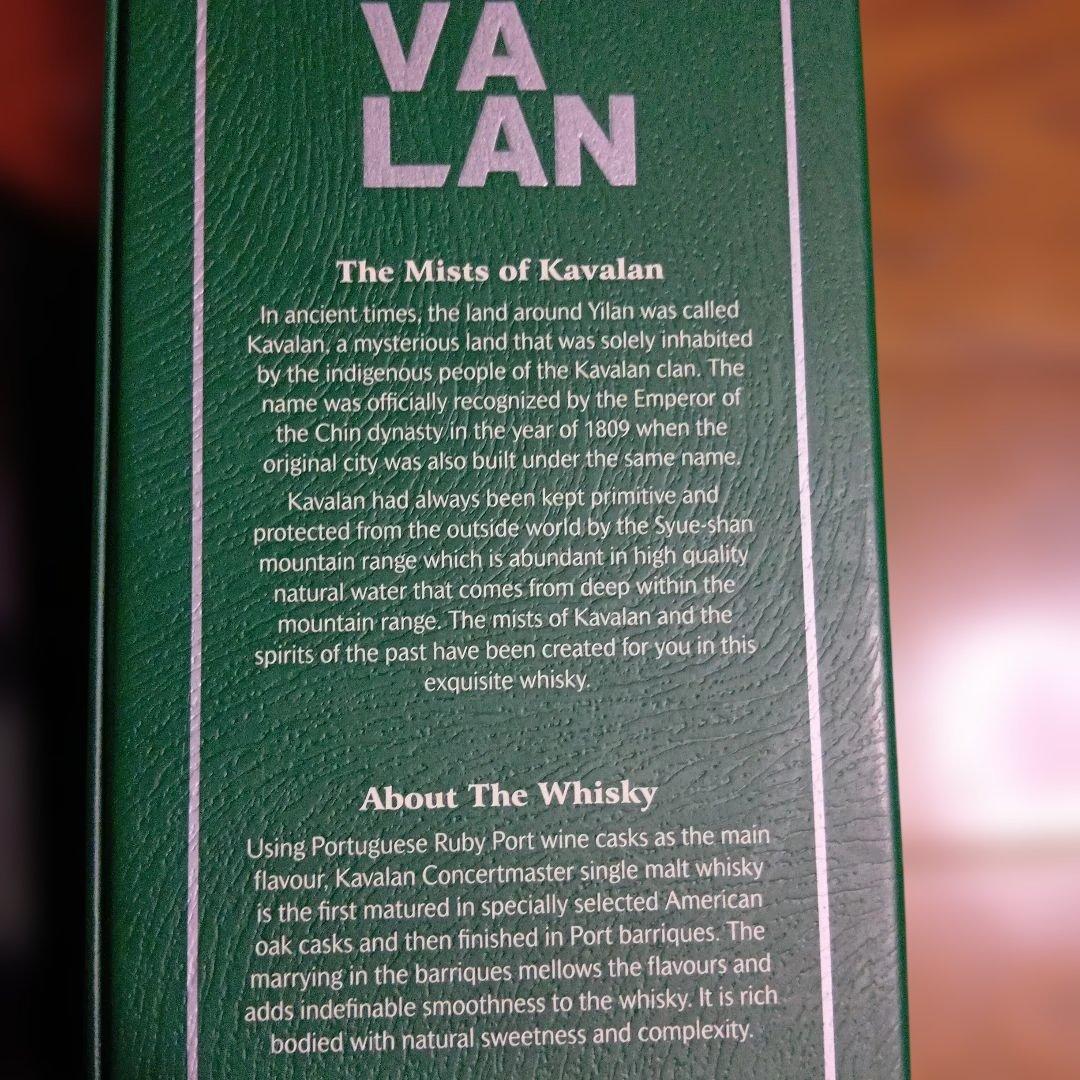 VA
LAN
The Mists of Kavalan
In ancient times, the land around Yilan was called
Kavalan, a mysterious land that was solely inhabited
by the indigenous people of the Kavalan clan. The
name was officially recognized by the Emperor of
the Chin dynasty in the year of 1809 when the
original city was also built under the same name.
Kavalan had always been kept primitive and
protected from the outside world by the Syue-shan
mountain range which is abundant in high quality
natural water that comes from deep within the
mountain range. The mists of Kavalan and the
spirits of the past have been created for you in this
exquisite whisky.
About The Whisky
Using Portuguese Ruby Port wine casks as the main
flavour, Kavalan Concertmaster single malt whisky
is the first matured in specially selected American
oak casks and then finished in Port barriques. The
marrying in the barriques mellows the flavours and
adds indefinable smoothness to the whisky. It is rich
bodied with natural sweetness and complexity.